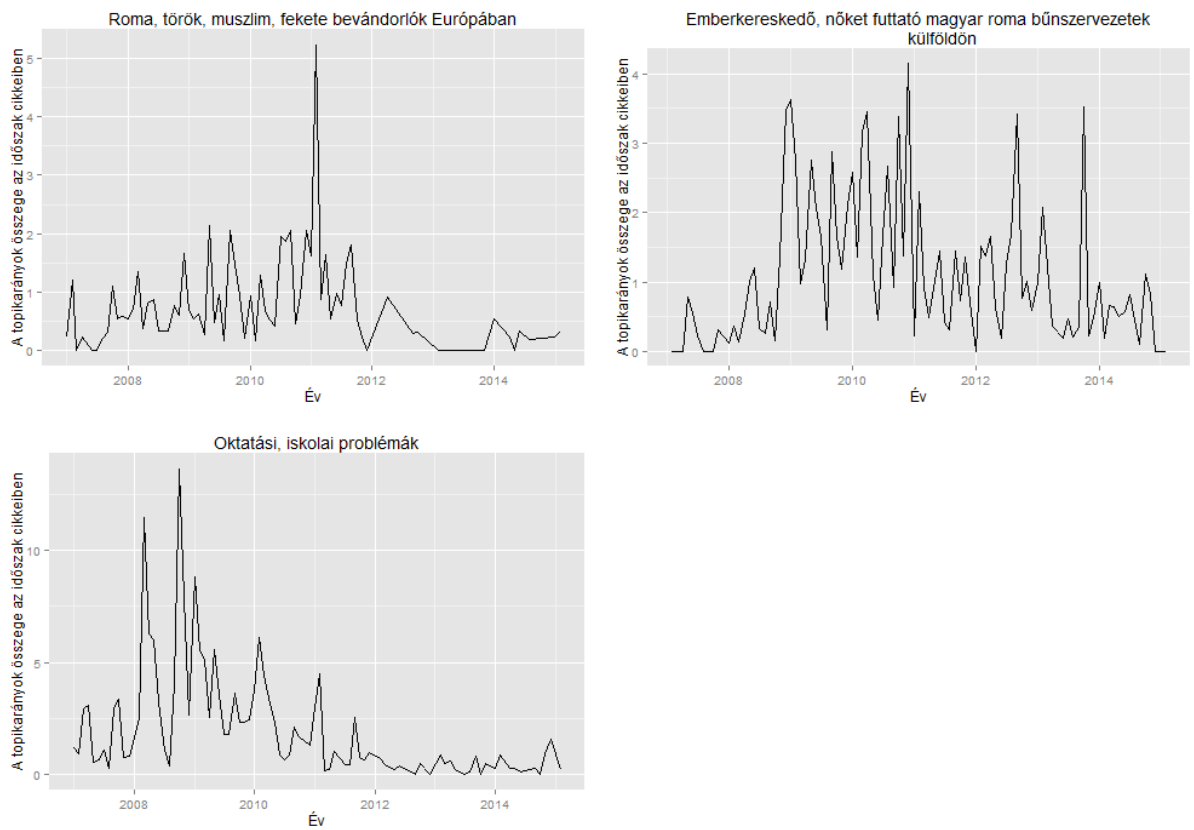 Roma, török, muszlim, fekete bevándorlók Európában
A topikarányok összege az időszak cikkeiben
5
4
3
2
1
0
2008
2010
2012
2014
Év
Emberkereskedő, nőket futtató magyar roma bűnszervezetek
külföldön
A topikarányok összege az időszak cikkeiben
4
3
2
1
0
2008
2010
2012
2014
Év
Oktatási, iskolai problémák
A topikarányok összege az időszak cikkeiben
10
5
0
2008
2010
2012
2014
Év